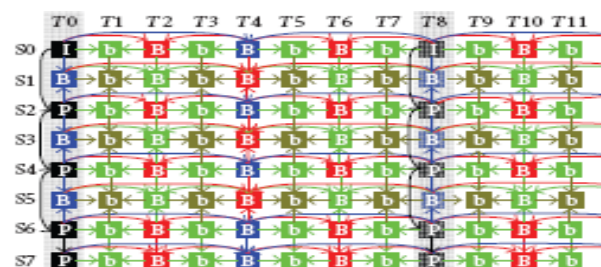 T0 T1 T2 T3 T4 T5 T6 T7 T8 T9 T10 T11
S0 I b B b B b B b I b B b
S1 B b B b B b B b B b B b
S2 P b B b B b B b P b B b
S3 B b B b B b B b B b B b
S4 P b B b B b B b P b B b
S5 B b B b B b B b B b B b
S6 P b B b B b B b P b B b
S7 P b B b B b B b P b B b